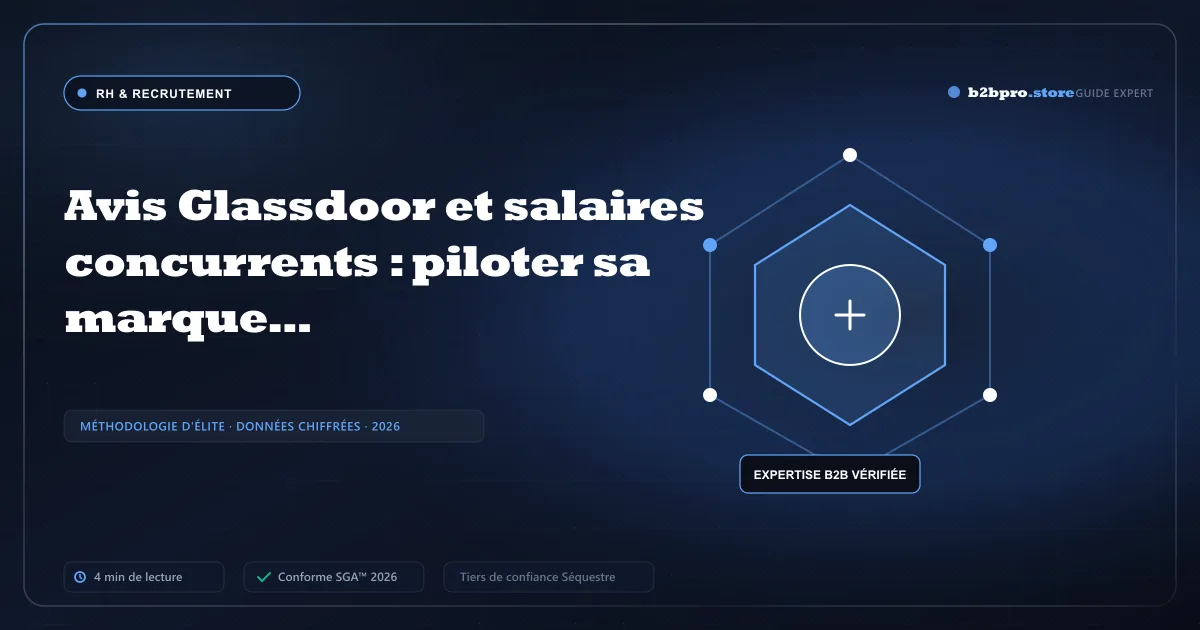 RH & RECRUTEMENT
b2bpro.store GUIDE EXPERT
Avis Glassdoor et salaires
concurrents : piloter sa
marque...
MÉTHODOLOGIE D'ÉLITE · DONNÉES CHIFFRÉES · 2026
EXPERTISE B2B VÉRIFIÉE
4 min de lecture
Conforme SGA™ 2026
Tiers de confiance Séquestre